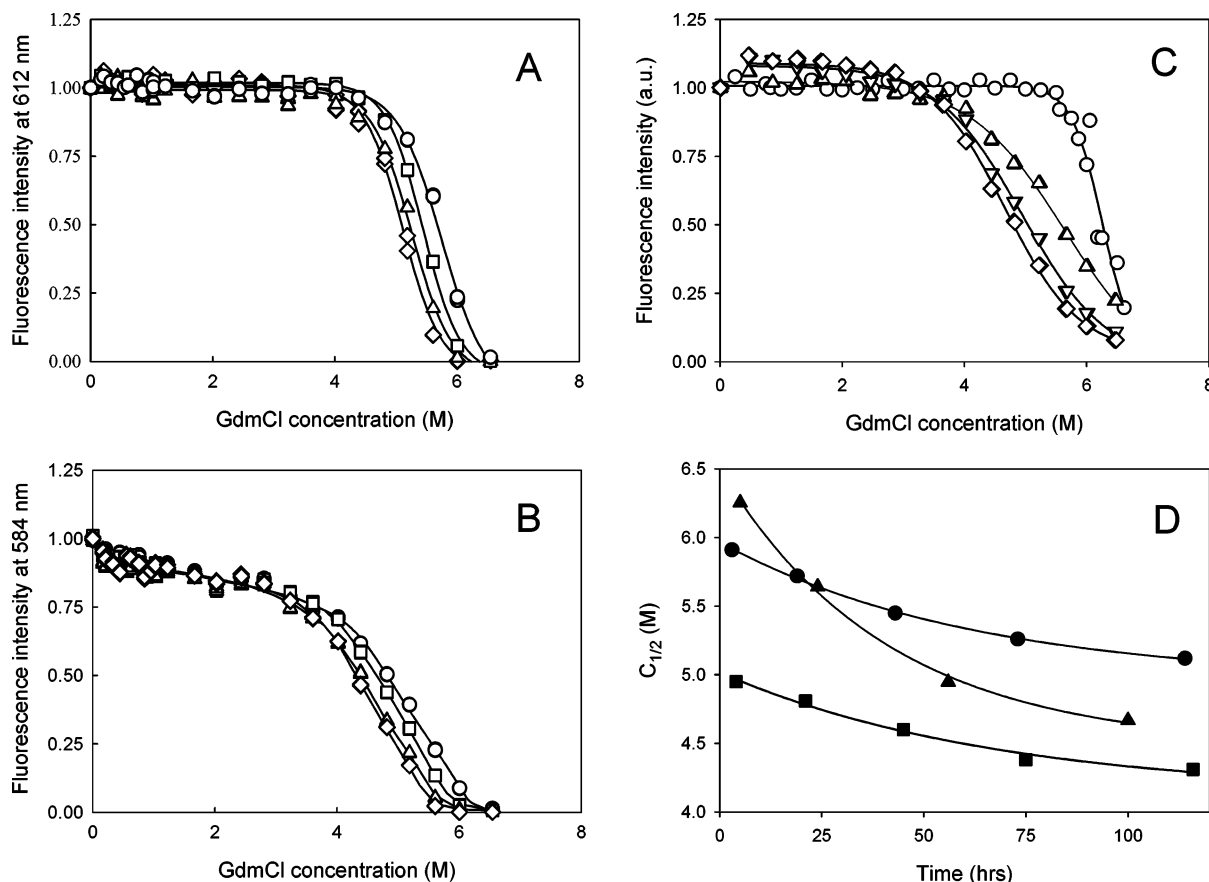 A
Fluorescence intensity at 612 nm
1.25
1.00
0.75
0.50
0.25
0.00
0 2 4 6 8
GdmCl concentration (M)
C
Fluorescence intensity (a.u.)
1.25
1.00
0.75
0.50
0.25
0.00
0 2 4 6 8
GdmCl concentration (M)
B
Fluorescence intensity at 584 nm
1.25
1.00
0.75
0.50
0.25
0.00
0 2 4 6 8
GdmCl concentration (M)
D
C1/2 (M)
6.5
6.0
5.5
5.0
4.5
4.0
0 25 50 75 100
Time (hrs)